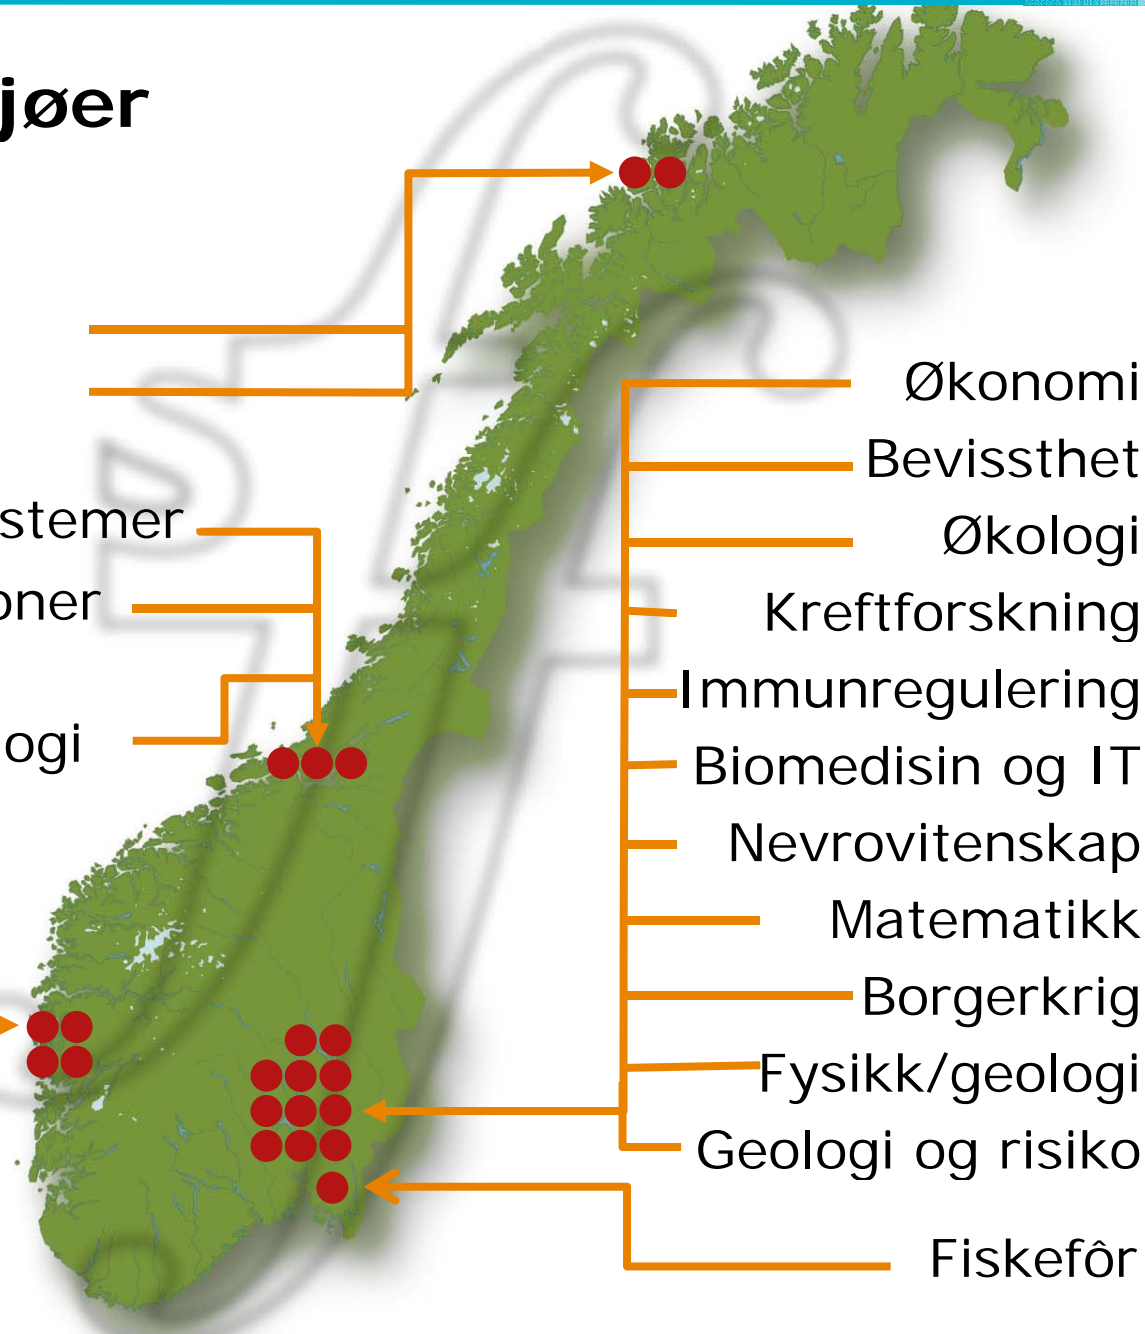 jøer
Økonomi
Bevissthet
stemer
Økologi
oner
Kreftforskning
Immunregulering
ogi
Biomedisin og IT
Nevrovitenskap
Matematikk
Borgerkrig
Fysikk/geologi
Geologi og risiko
Fiskefôr